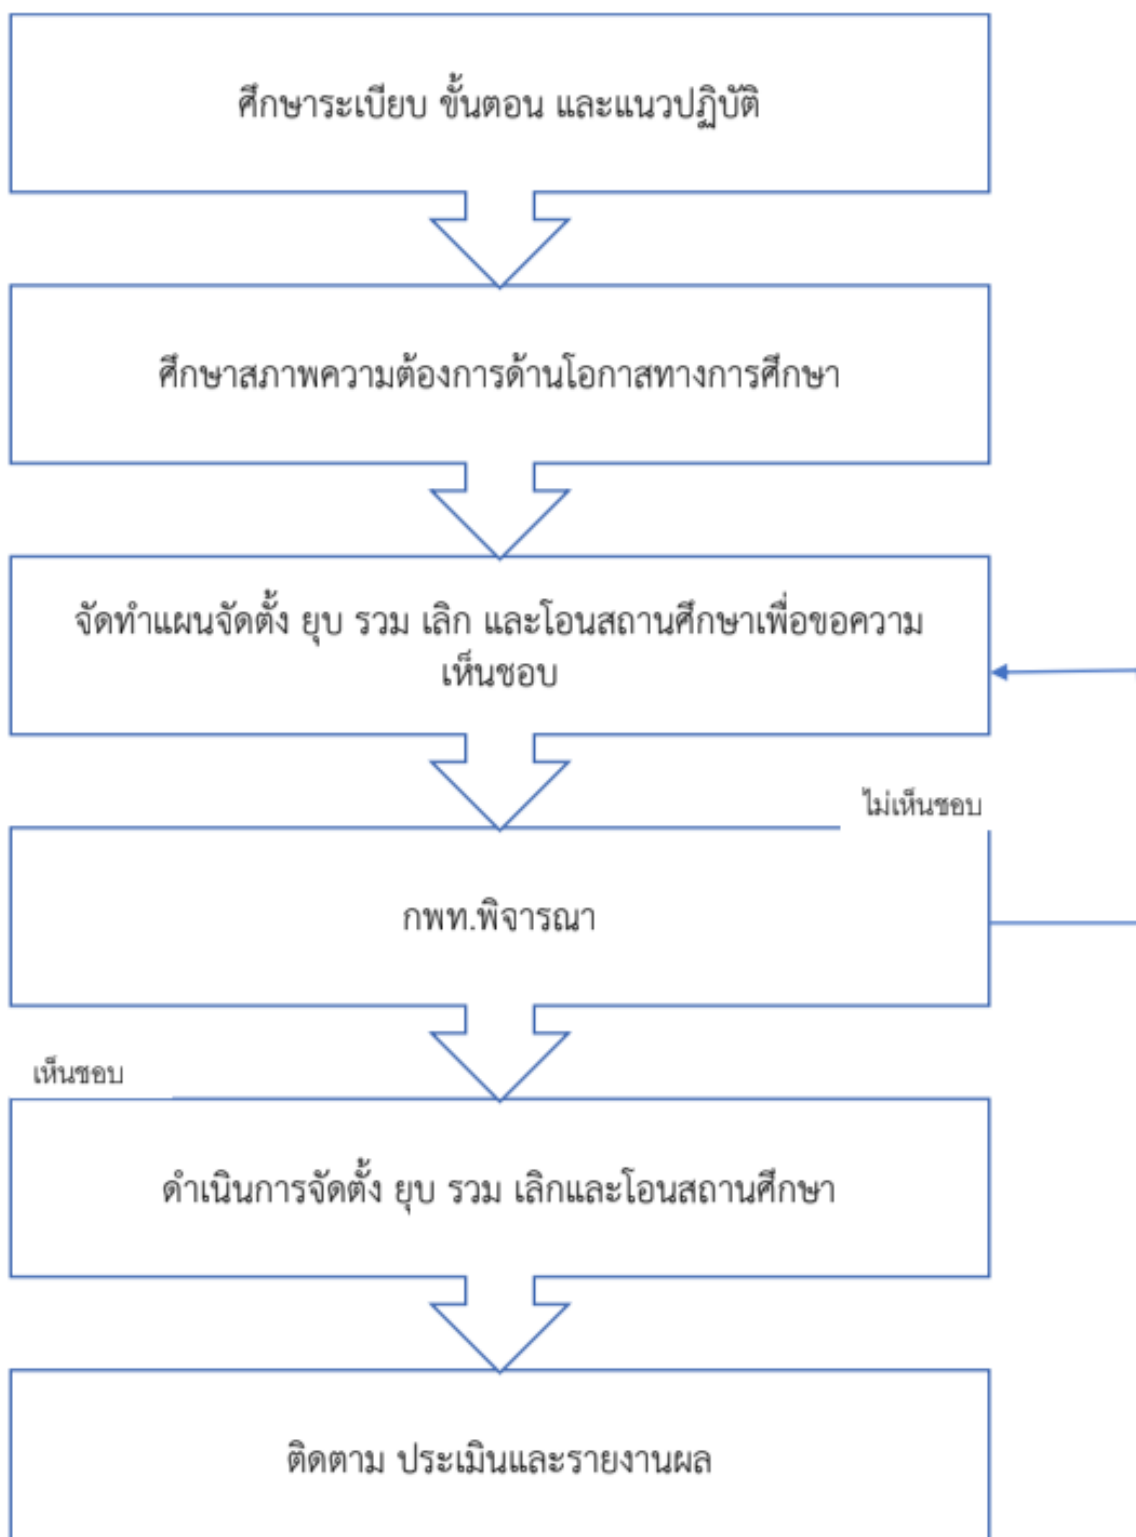 ศึกษาระเบียบ ขั้นตอน และแนวปฏิบัติ
ศึกษาสภาพความต้องการด้านโอกาสทางการศึกษา
จัดทำแผนจัดตั้ง ยุบ รวม เลิก และโอนสถานศึกษาเพื่อขอความ
เห็นชอบ
ไม่เห็นชอบ
กพท.พิจารณา
เห็นชอบ
ดำเนินการจัดตั้ง ยุบ รวม เลิกและโอนสถานศึกษา
ติดตาม ประเมินและรายงานผล